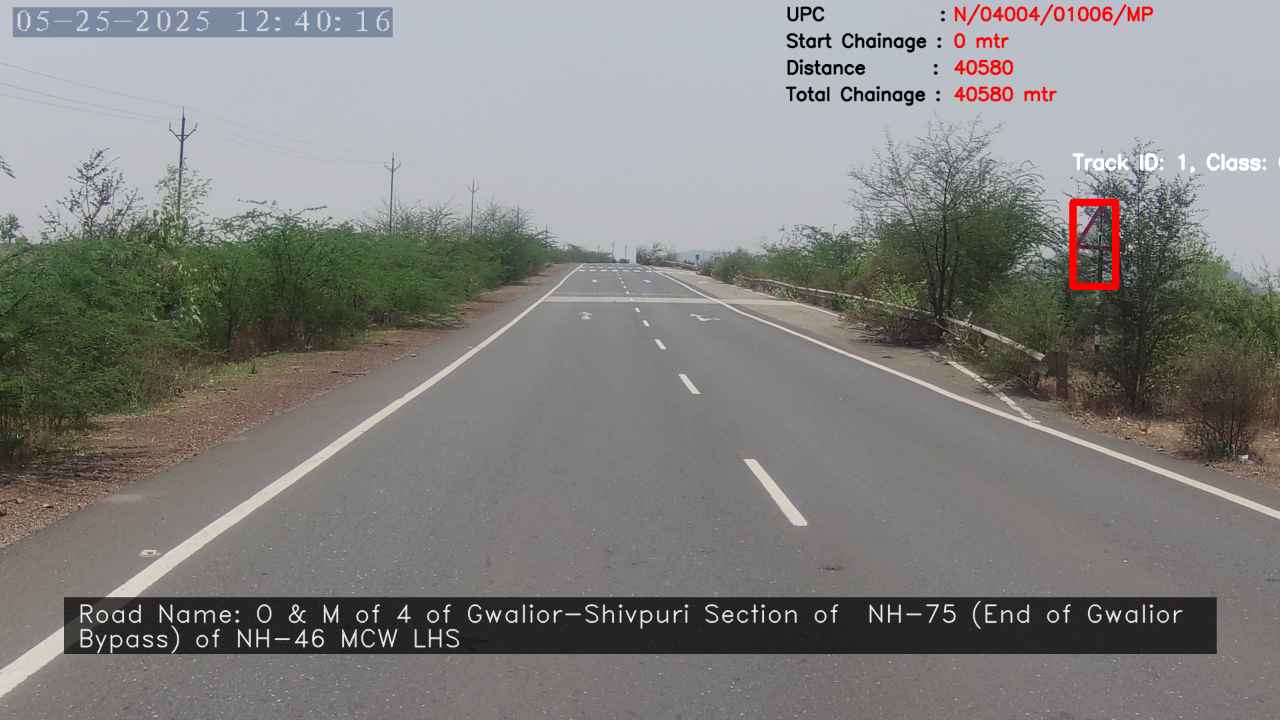 05-25-2025 12:40:16
UPC : N/04004/01006/MP
Start Chainage : 0 mtr
Distance : 40580
Total Chainage : 40580 mtr
Track ID: 1, Class:
Road Name: O & M of 4 of Gwalior-Shivpuri Section of NH-75 (End of Gwalior
Bypass) of NH-46 MCW LHS